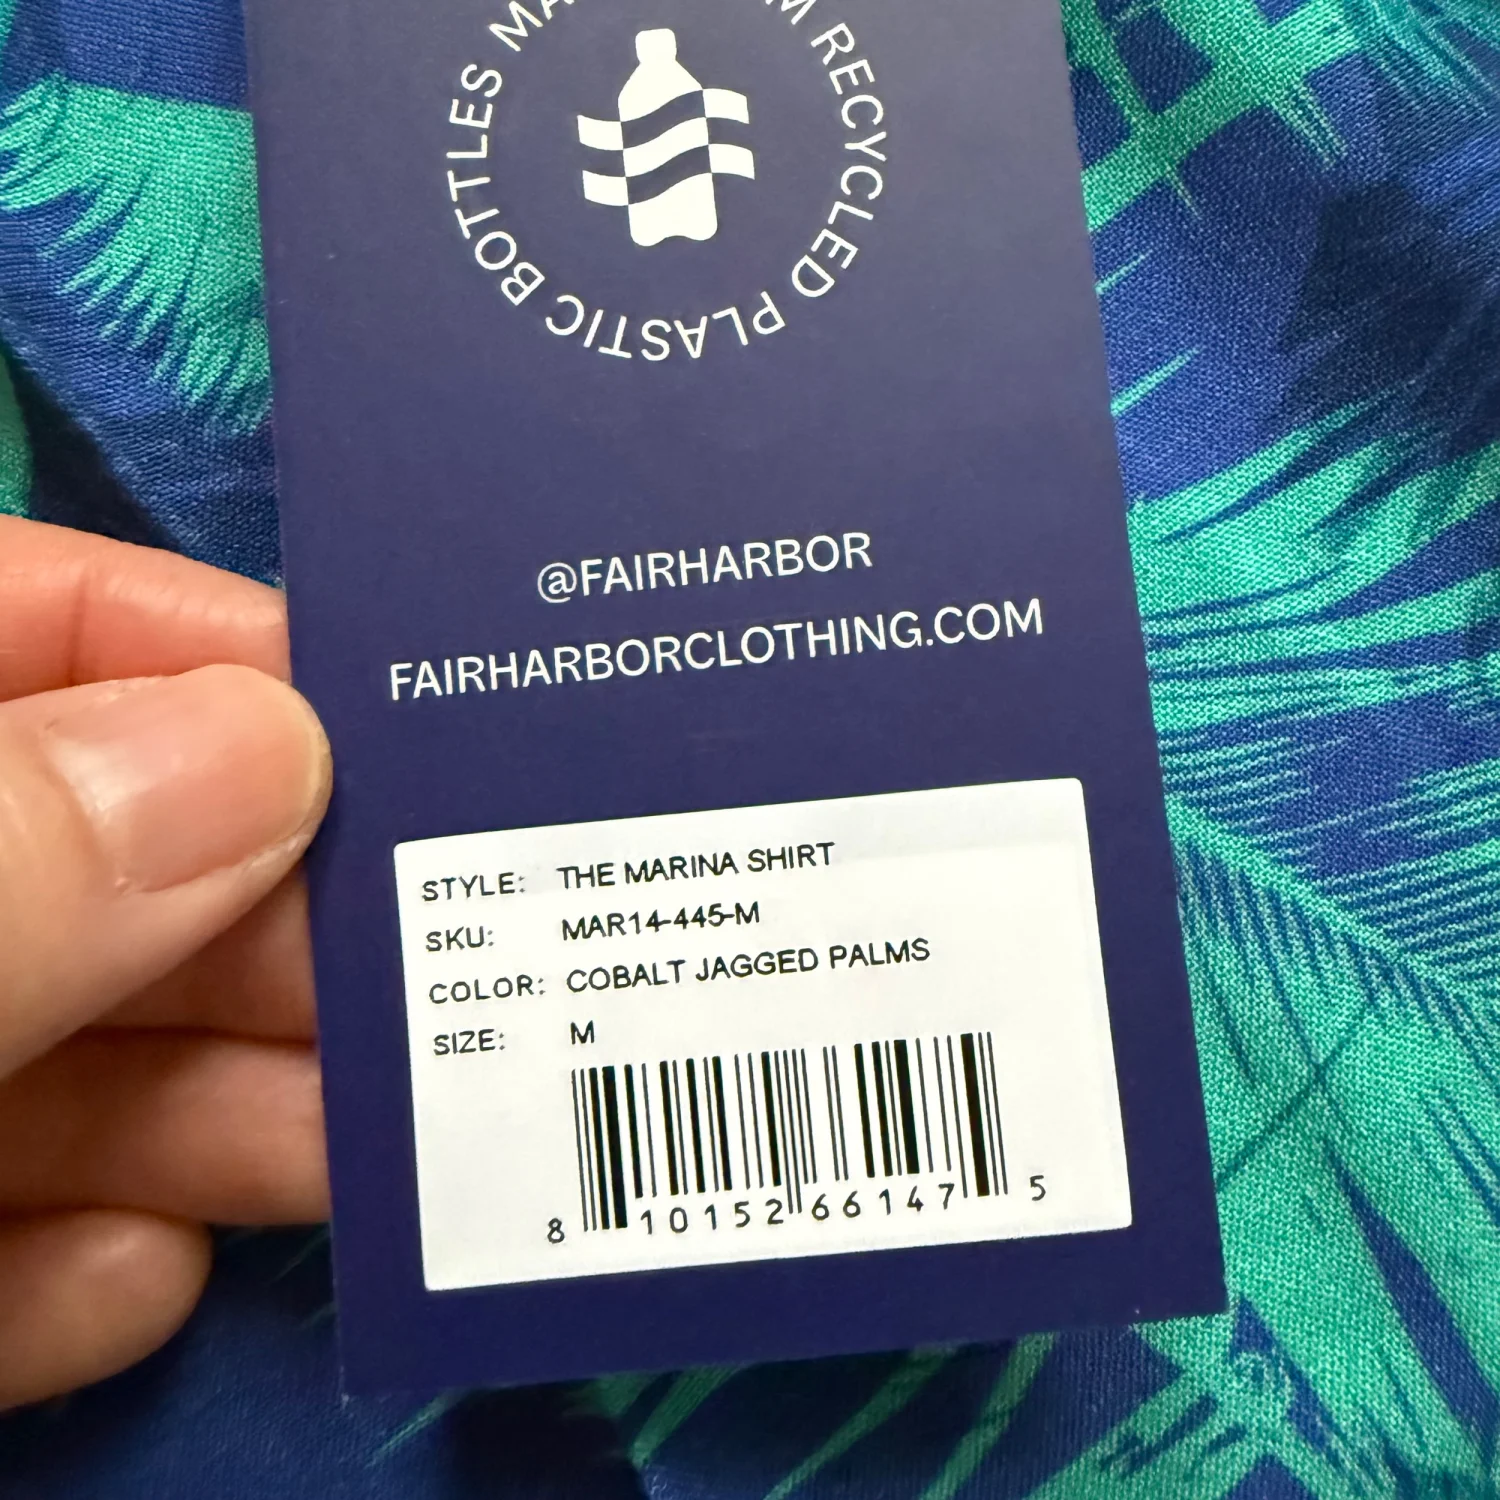 MA M RECYCLED PLASTIC BOTTLES
@FAIRHARBOR
FAIRHARBORCLOTHING.COM
STYLE: THE MARINA SHIRT
SKU: MAR14-445-M
COLOR: COBALT JAGGED PALMS
SIZE: M
8 10152 66147 5